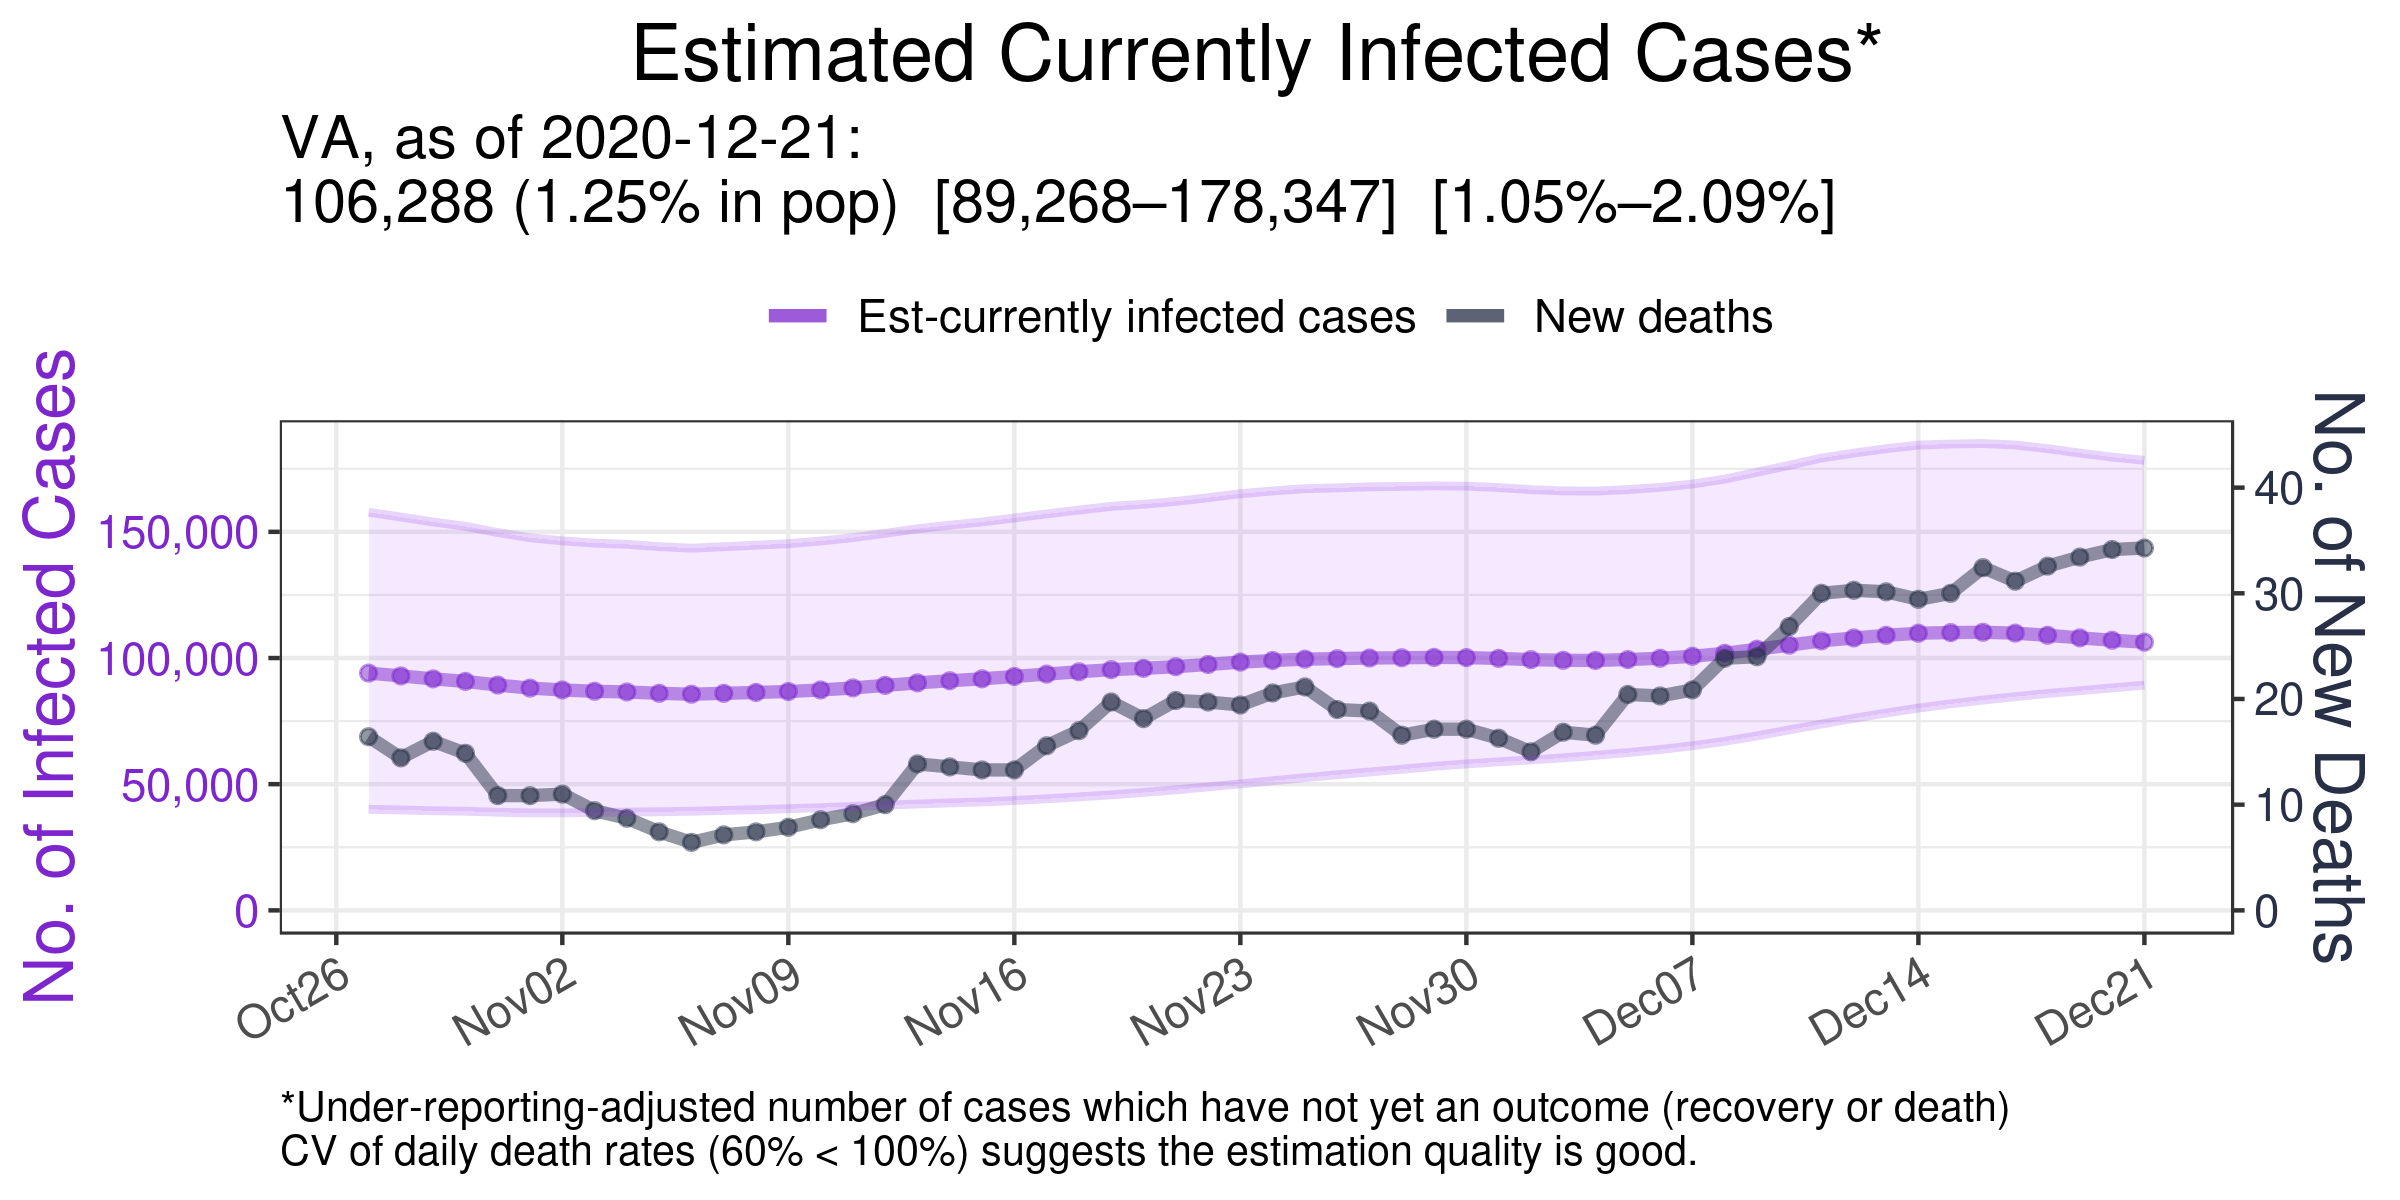 Estimated Currently Infected Cases*
VA, as of 2020-12-21:
106,288 (1.25% in pop)  [89,268–178,347]  [1.05%–2.09%]
Est-currently infected cases
New deaths
No. of Infected Cases
150,000
100,000
50,000
0
40
30
20
10
0
No. of New Deaths
Oct26
Nov02
Nov09
Nov16
Nov23
Nov30
Dec07
Dec14
Dec21
*Under-reporting-adjusted number of cases which have not yet an outcome (recovery or death)
CV of daily death rates (60% < 100%) suggests the estimation quality is good.